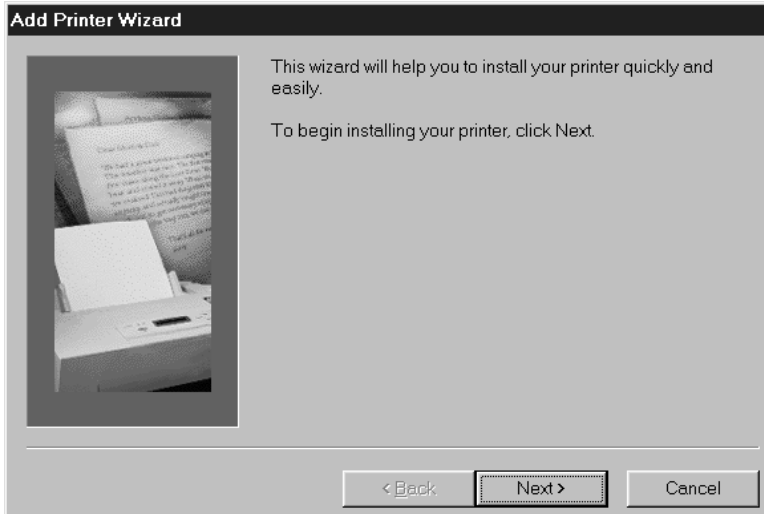 Add Printer Wizard
This wizard will help you to install your printer quickly and
easily.
To begin installing your printer, click Next.
< Back
Next >
Cancel